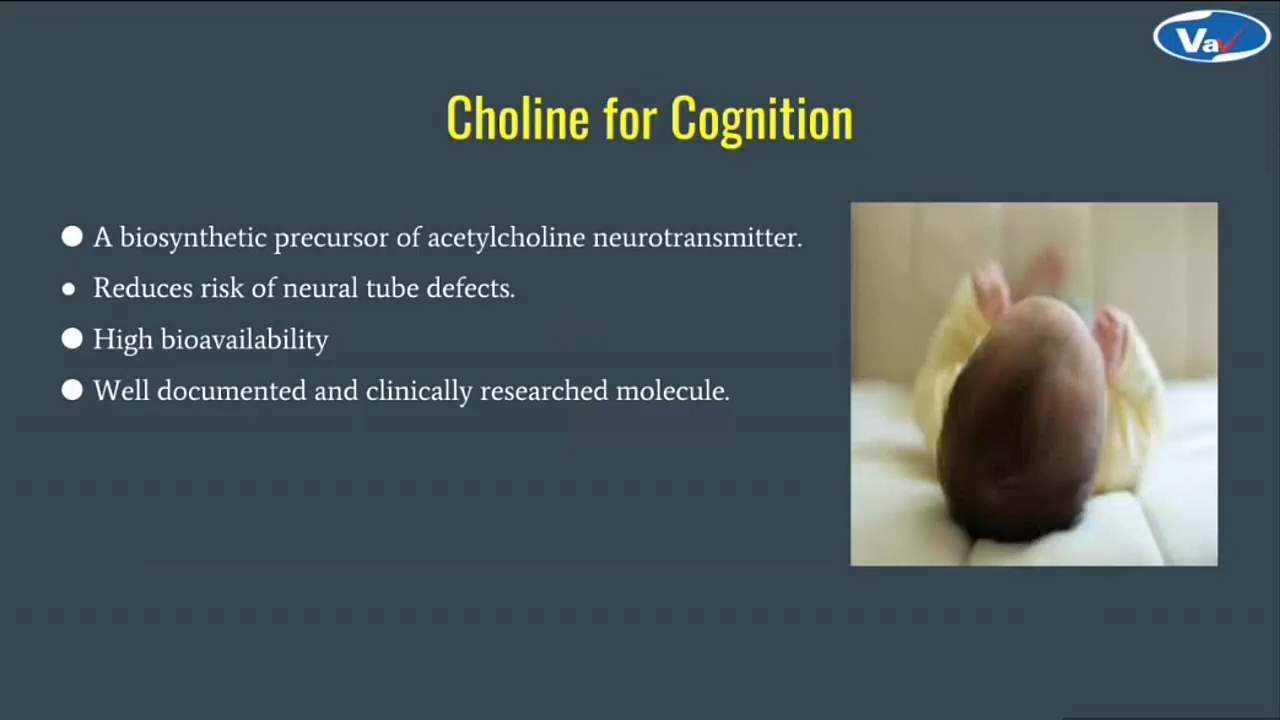 Vav
Choline for Cognition
● A biosynthetic precursor of acetylcholine neurotransmitter.
● Reduces risk of neural tube defects.
● High bioavailability
● Well documented and clinically researched molecule.